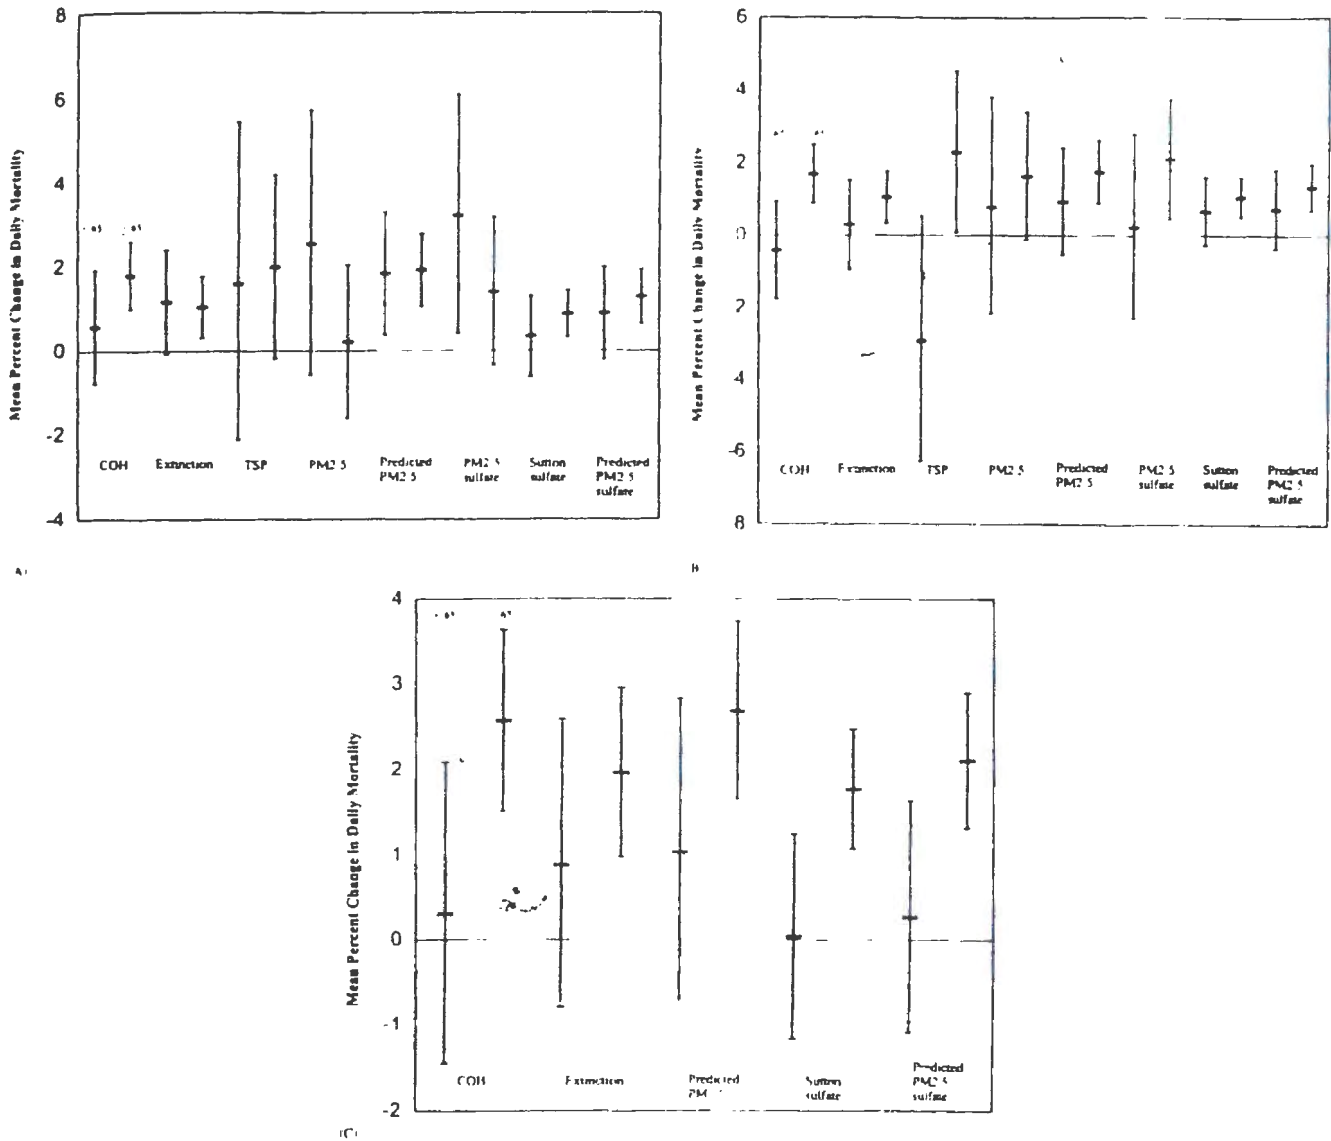 8
6
4
2
0
-2
-4
Mean Percent Change in Daily Mortality
COH Extinction TSP PM2.5 Predicted PM2.5 sulfate Sutton sulfate Predicted PM2.5 sulfate
PM2.5
A)
6
4
2
0
2
-4
-6
8
Mean Percent Change in Daily Mortality
COH Extinction TSP PM2.5 Predicted PM2.5 sulfate Sutton sulfate Predicted PM2.5 sulfate
PM2.5
B
4
3
2
1
0
-1
-2
Mean Percent Change in Daily Mortality
COH Extinction Predicted Sutton Predicted
PM sulfate PM2.5
sulfate
(C)